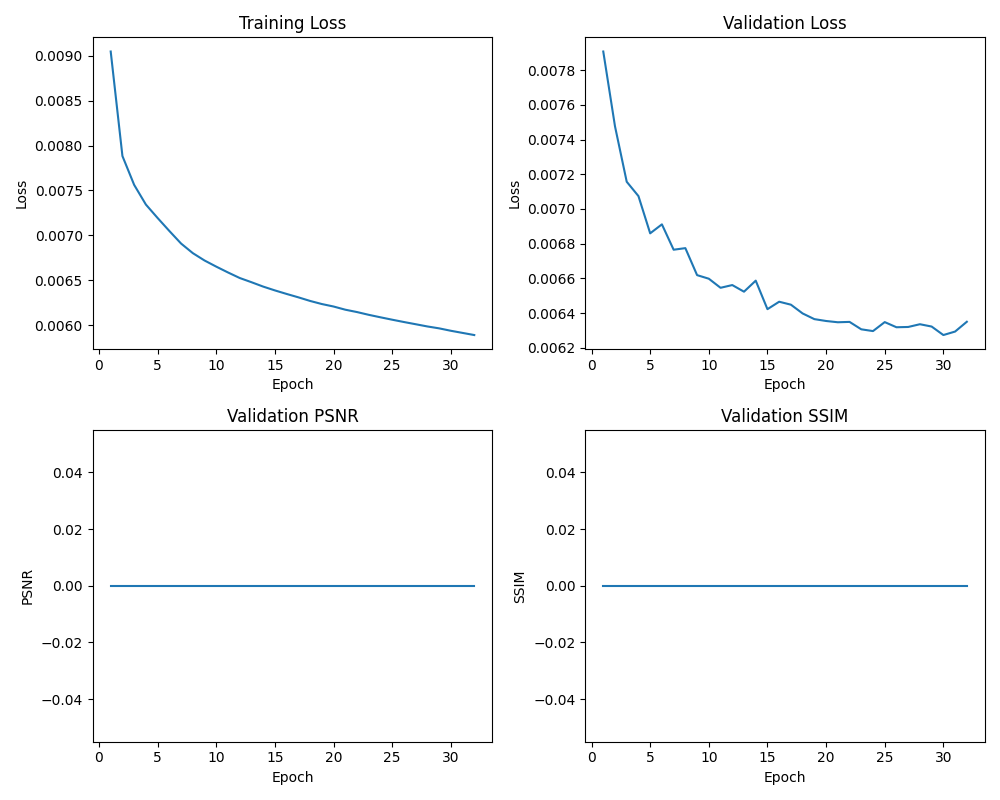 Training Loss
Validation Loss
0.0090
0.0085
0.0080
0.0075
0.0070
0.0065
0.0060
Loss
0 5 10 15 20 25 30
Epoch
0.0078
0.0076
0.0074
0.0072
0.0070
0.0068
0.0066
0.0064
0.0062
Loss
0 5 10 15 20 25 30
Epoch
Validation PSNR
Validation SSIM
0.04
0.02
0.00
−0.02
−0.04
PSNR
0 5 10 15 20 25 30
Epoch
0.04
0.02
0.00
−0.02
−0.04
SSIM
0 5 10 15 20 25 30
Epoch